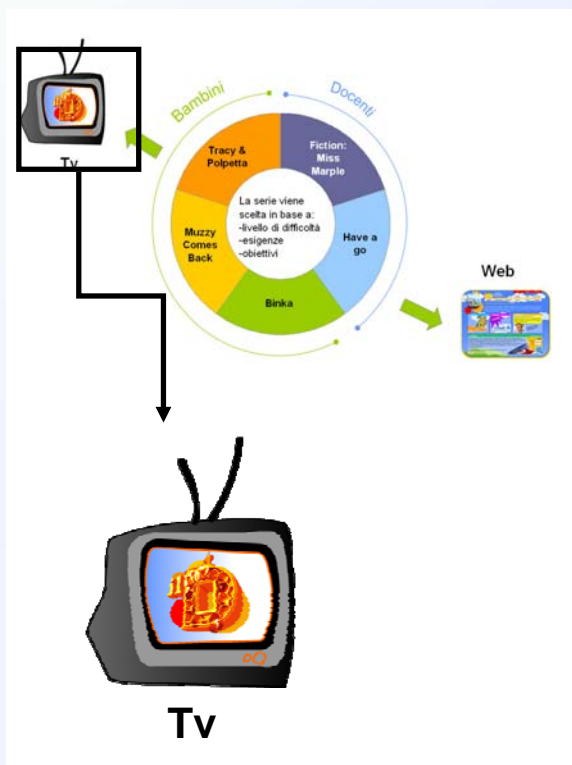 Bambini
Docenti
Tv
Tracy &
Polpetta
Fiction:
Miss
Marple
La serie viene
scelta in base a:
-livello di difficoltà
-esigenze
-obiettivi
Muzzy
Comes
Back
Have a
go
Binka
Web
Tv